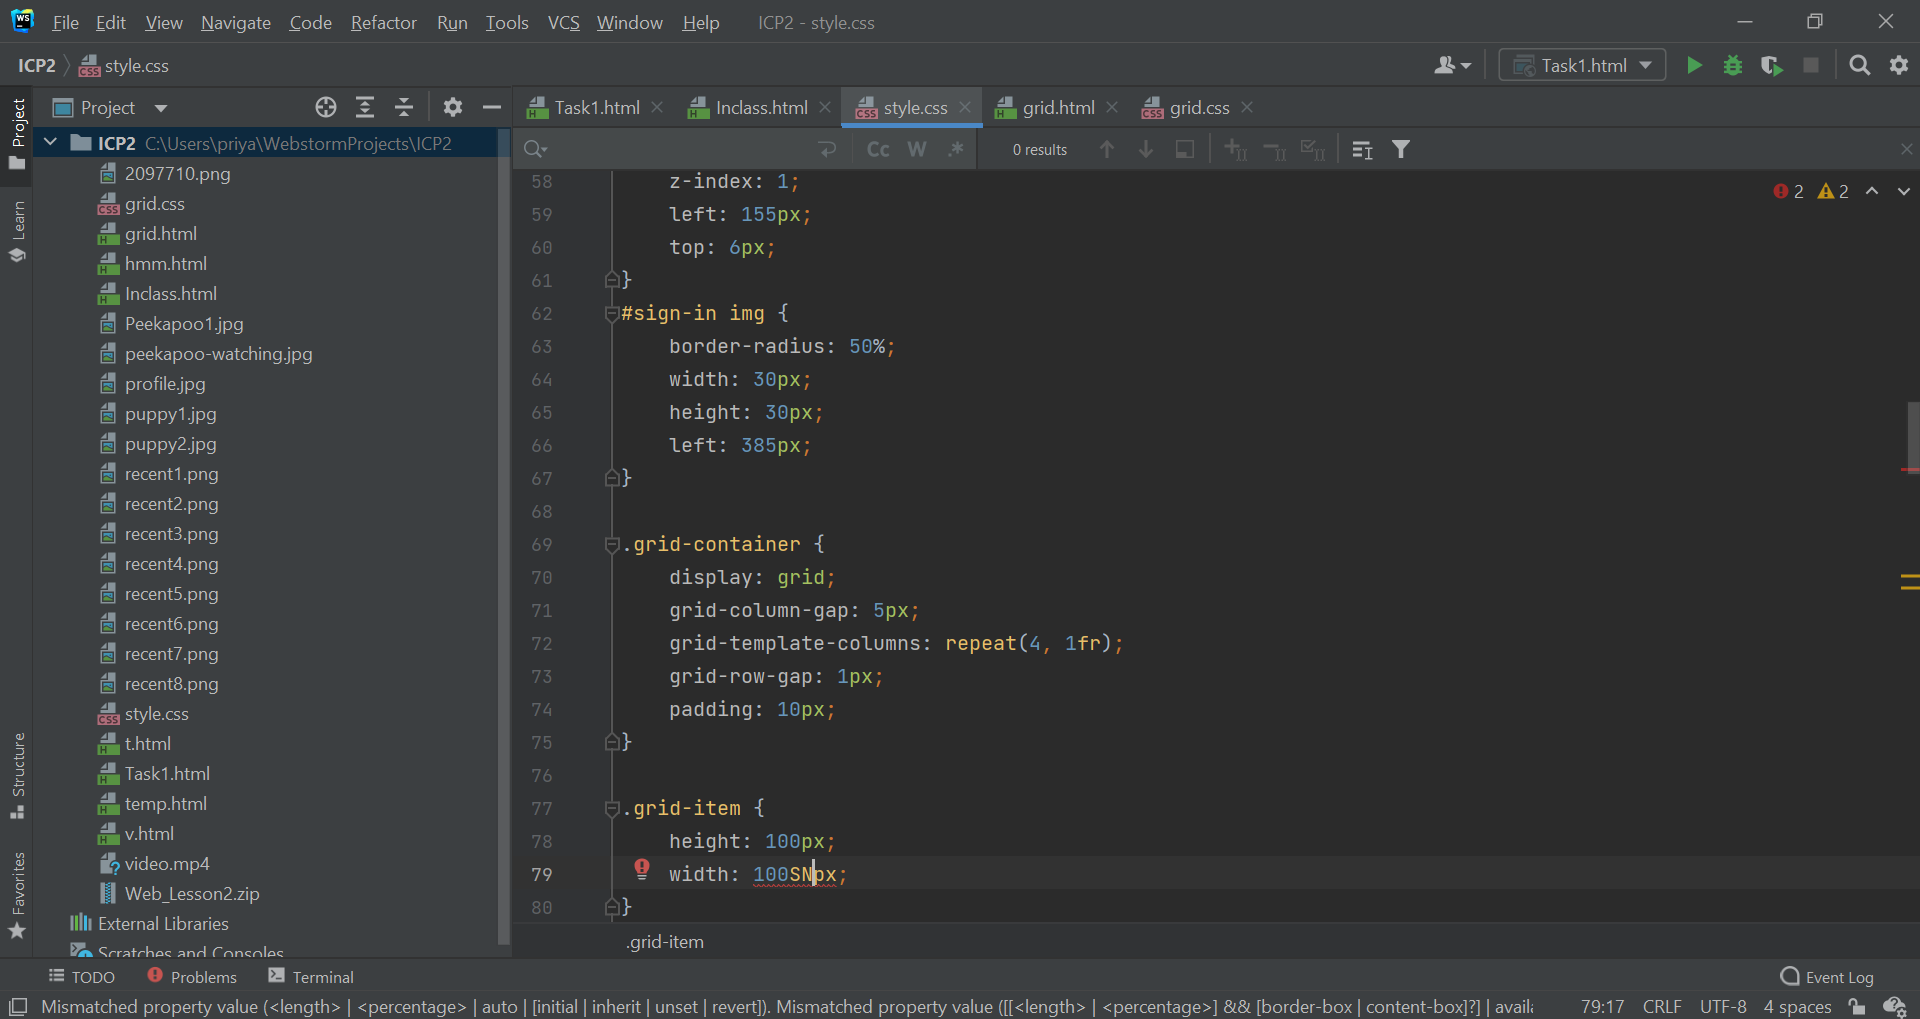 WS File Edit View Navigate Code Refactor Run Tools VCS Window Help ICP2 - style.css
ICP2 style.css Task1.html
Project
Learn
Structure
Favorites
Project
ICP2 C:\Users\priya\WebstormProjects\ICP2
2097710.png
grid.css
grid.html
hmm.html
Inclass.html
Peekapoo1.jpg
peekapoo-watching.jpg
profile.jpg
puppy1.jpg
puppy2.jpg
recent1.png
recent2.png
recent3.png
recent4.png
recent5.png
recent6.png
recent7.png
recent8.png
style.css
t.html
Task1.html
temp.html
v.html
video.mp4
Web_Lesson2.zip
External Libraries
Scratches and Consoles
Task1.html Inclass.html style.css grid.html grid.css
Cc W .* 0 results
2 2
58 z-index: 1;
59 left: 155px;
60 top: 6px;
61 }
62 #sign-in img {
63 border-radius: 50%;
64 width: 30px;
65 height: 30px;
66 left: 385px;
67 }
68
69 .grid-container {
70 display: grid;
71 grid-column-gap: 5px;
72 grid-template-columns: repeat(4, 1fr);
73 grid-row-gap: 1px;
74 padding: 10px;
75 }
76
77 .grid-item {
78 height: 100px;
79 width: 100SNpx;
80 }
.grid-item
TODO Problems Terminal Event Log
Mismatched property value (<length> | <percentage> | auto | [initial | inherit | unset | revert]). Mismatched property value ([[<length> | <percentage>] && [border-box | content-box]?] | avail 79:17 CRLF UTF-8 4 spaces